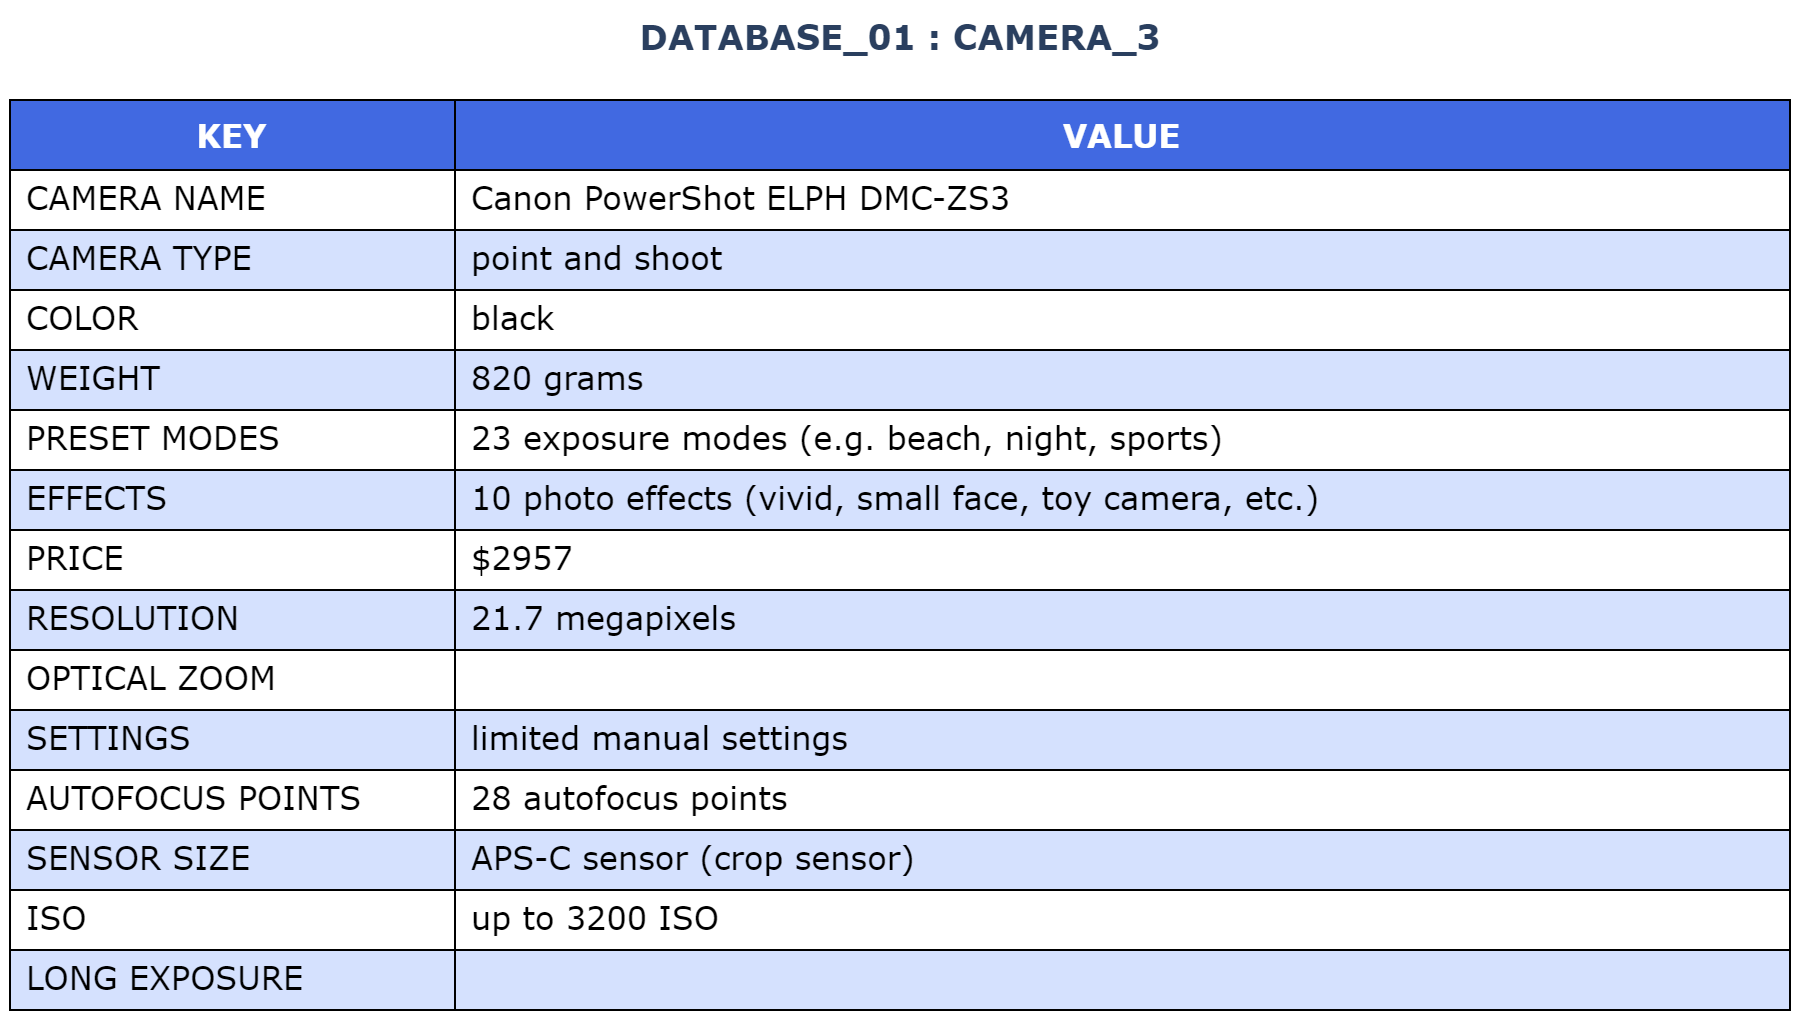 DATABASE_01 : CAMERA_3
KEY VALUE
CAMERA NAME Canon PowerShot ELPH DMC-ZS3
CAMERA TYPE point and shoot
COLOR black
WEIGHT 820 grams
PRESET MODES 23 exposure modes (e.g. beach, night, sports)
EFFECTS 10 photo effects (vivid, small face, toy camera, etc.)
PRICE $2957
RESOLUTION 21.7 megapixels
OPTICAL ZOOM
SETTINGS limited manual settings
AUTOFOCUS POINTS 28 autofocus points
SENSOR SIZE APS-C sensor (crop sensor)
ISO up to 3200 ISO
LONG EXPOSURE